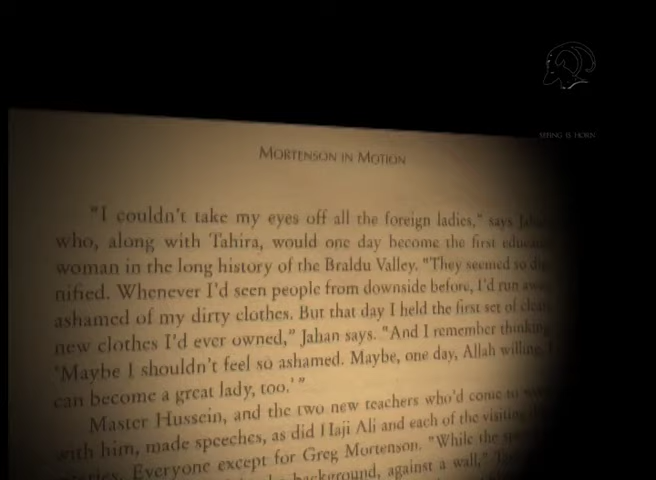 MORTENSON IN MOTION
"I couldn't take my eyes off all the foreign ladies," says
who, along with Tahira, would one day become the first
woman in the long history of the Braldu Valley. "They seemed so dig-
nified. Whenever I'd seen people from downside before, I'd run
ashamed of my dirty clothes. But that day I held the first set of
new clothes I'd ever owned," Jahan says. "And I remember thinking
'Maybe I shouldn't feel so ashamed. Maybe, one day, Allah willing,
can become a great lady, too.'"
Master Hussein, and the two new teachers who'd come to
with him, made speeches, as did Haji Ali and each of the visiting
Everyone except for Greg Mortenson. "While the
background, against a wall,"